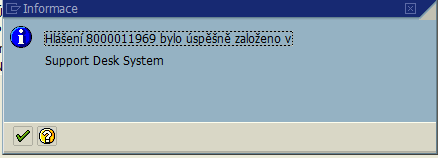 Informace
Hlášení 8000011969 bylo úspěšně založeno v
Support Desk System